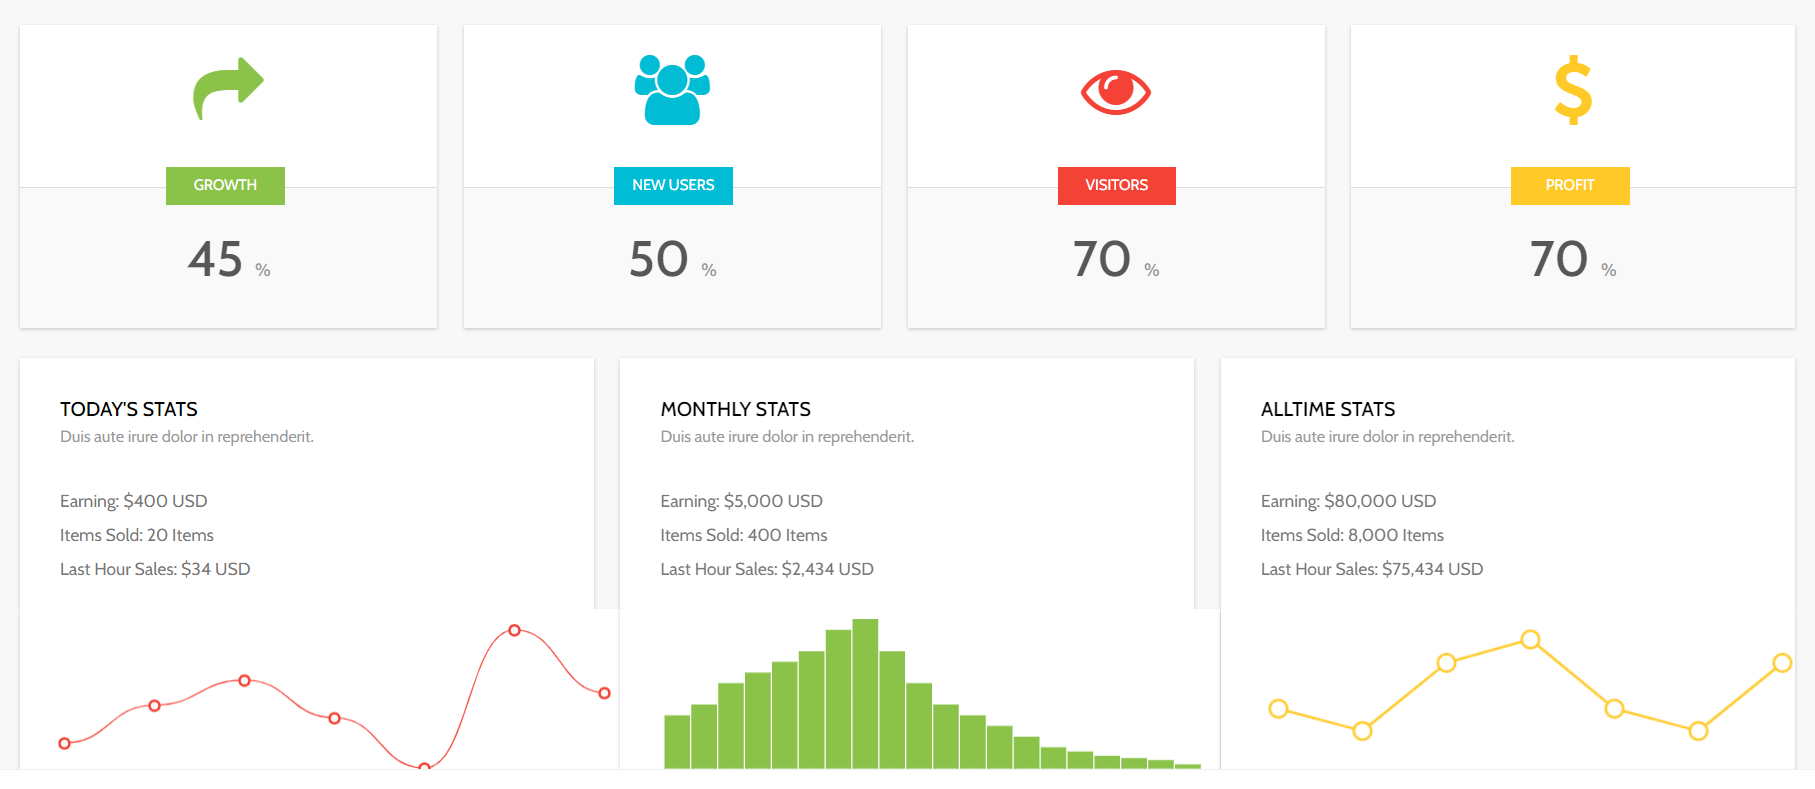 GROWTH
45 %
NEW USERS
50 %
VISITORS
70 %
PROFIT
70 %
TODAY'S STATS
Duis aute irure dolor in reprehenderit.
Earning: $400 USD
Items Sold: 20 Items
Last Hour Sales: $34 USD
MONTHLY STATS
Duis aute irure dolor in reprehenderit.
Earning: $5,000 USD
Items Sold: 400 Items
Last Hour Sales: $2,434 USD
ALLTIME STATS
Duis aute irure dolor in reprehenderit.
Earning: $80,000 USD
Items Sold: 8,000 Items
Last Hour Sales: $75,434 USD